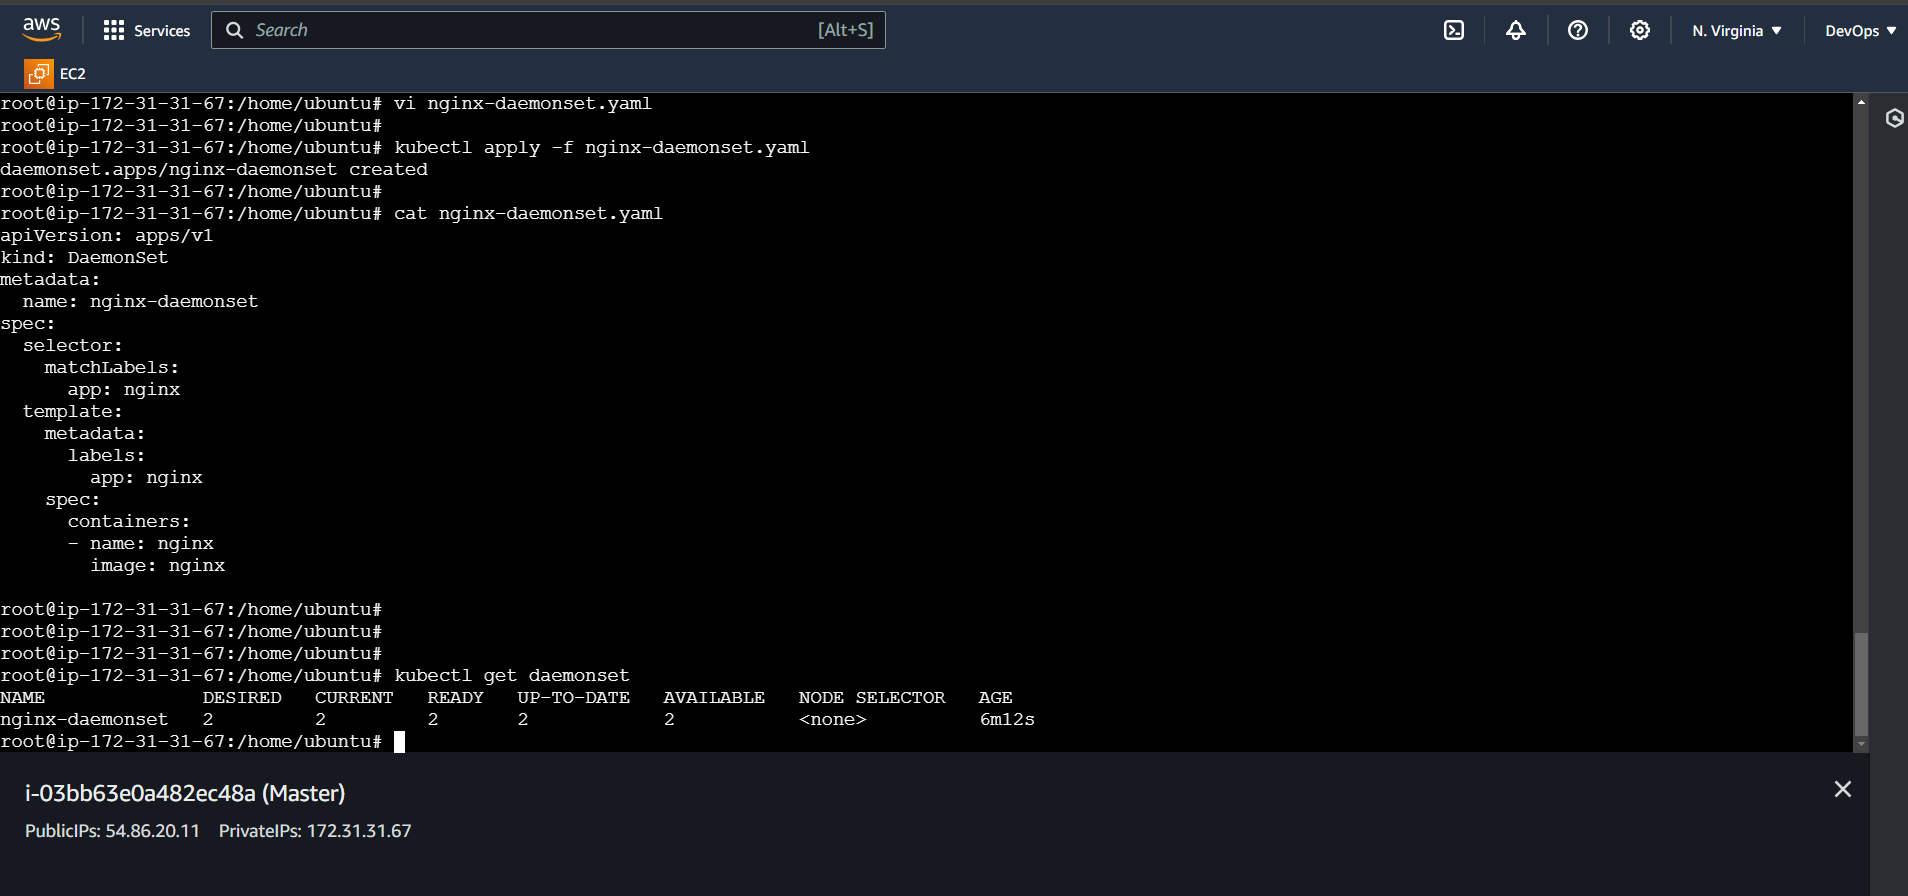 aws
Services
Search [Alt+S]
N. Virginia
DevOps
EC2
root@ip-172-31-31-67:/home/ubuntu# vi nginx-daemonset.yaml
root@ip-172-31-31-67:/home/ubuntu#
root@ip-172-31-31-67:/home/ubuntu# kubectl apply -f nginx-daemonset.yaml
daemonset.apps/nginx-daemonset created
root@ip-172-31-31-67:/home/ubuntu#
root@ip-172-31-31-67:/home/ubuntu# cat nginx-daemonset.yaml
apiVersion: apps/v1
kind: DaemonSet
metadata:
  name: nginx-daemonset
spec:
  selector:
    matchLabels:
      app: nginx
  template:
    metadata:
      labels:
        app: nginx
    spec:
      containers:
      - name: nginx
        image: nginx
root@ip-172-31-31-67:/home/ubuntu#
root@ip-172-31-31-67:/home/ubuntu#
root@ip-172-31-31-67:/home/ubuntu#
root@ip-172-31-31-67:/home/ubuntu# kubectl get daemonset
NAME              DESIRED   CURRENT   READY   UP-TO-DATE   AVAILABLE   NODE SELECTOR   AGE
nginx-daemonset   2         2         2       2            2           <none>          6m12s
root@ip-172-31-31-67:/home/ubuntu#
i-03bb63e0a482ec48a (Master)
PublicIPs: 54.86.20.11 PrivateIPs: 172.31.31.67